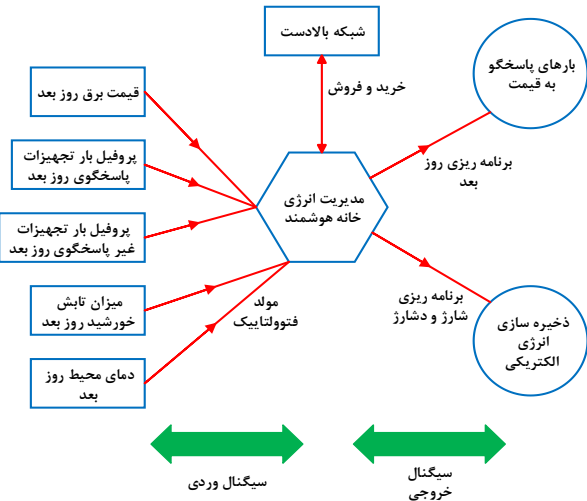 شبکه بالادست
خرید و فروش
بارهای پاسخگو
به قیمت
قیمت برق روز بعد
پروفیل بار تجهیزات
پاسخگوی روز بعد
پروفیل بار تجهیزات
غیر پاسخگوی روز بعد
میزان تابش
خورشید روز بعد
دمای محیط روز
بعد
مدیریت انرژی
خانه هوشمند
مولد
فتوولتاییک
برنامه ریزی روز
بعد
برنامه ریزی
شارژ و دشارژ
ذخیره سازی
انرژی
الکتریکی
سیگنال وردی
سیگنال
خروجی